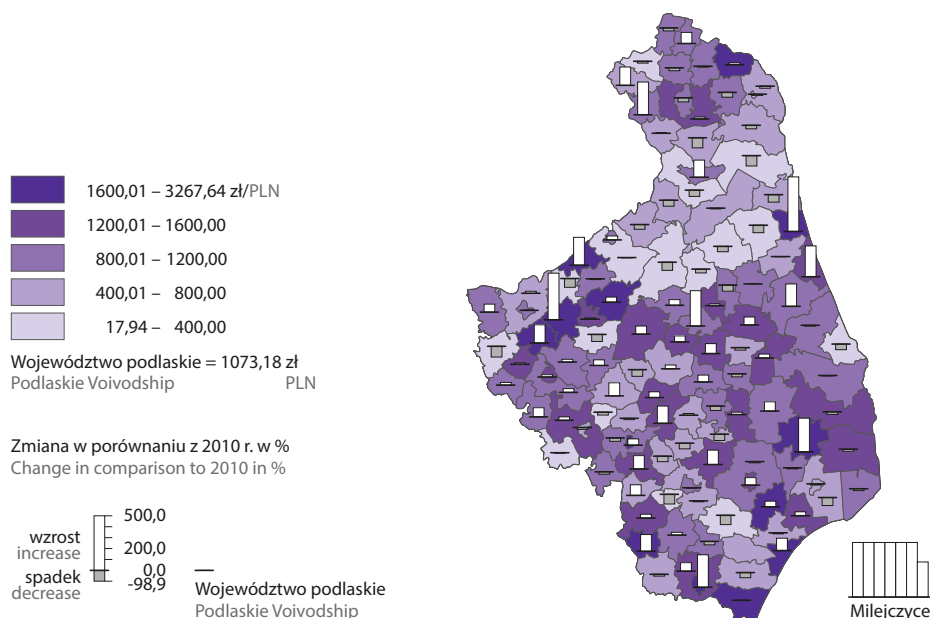 1600,01 – 3267,64 zł/PLN
1200,01 – 1600,00
800,01 – 1200,00
400,01 – 800,00
17,94 – 400,00
Województwo podlaskie = 1073,18 zł
Podlaskie Voivodship PLN
Zmiana w porównaniu z 2010 r. w %
Change in comparison to 2010 in %
wzrost
increase
spadek
decrease
500,0
200,0
0,0
-98,9
Województwo podlaskie
Podlaskie Voivodship
Milejczyce